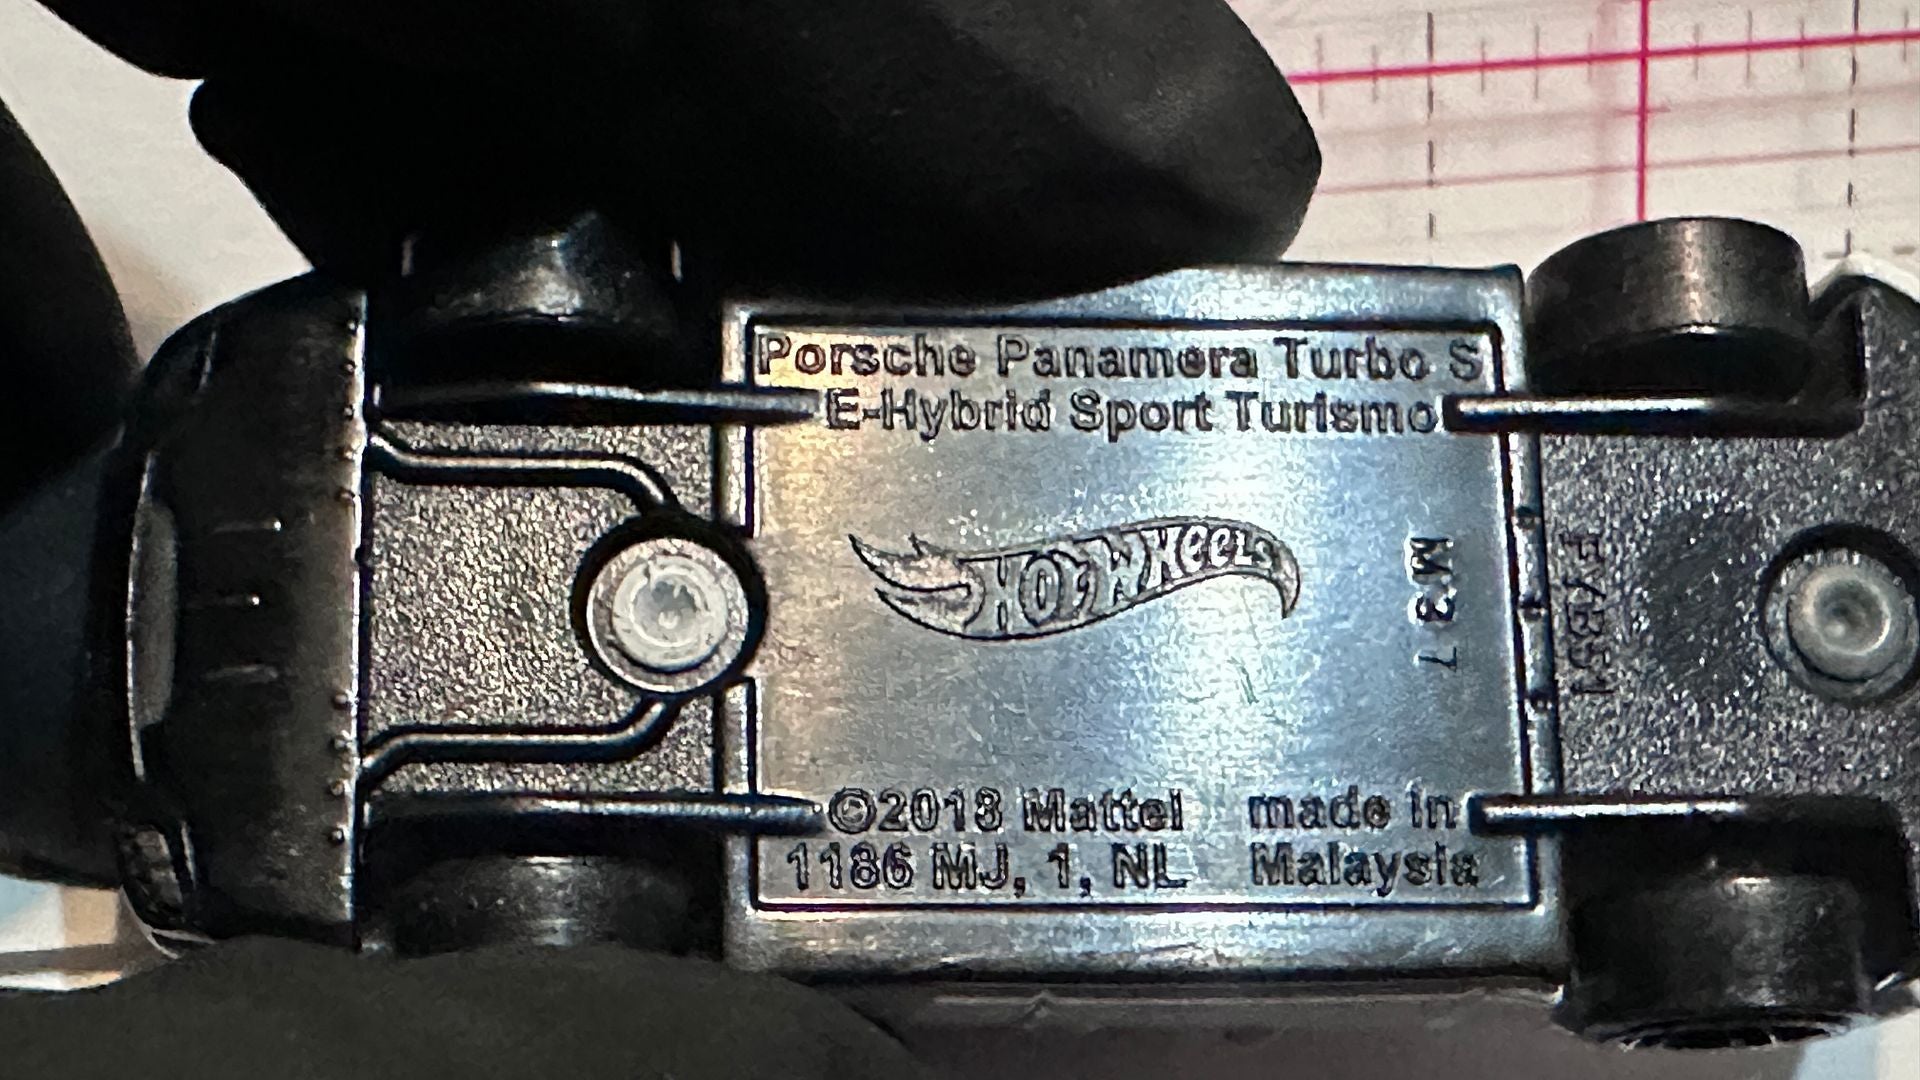 Porsche Panamera Turbo S
E-Hybrid Sport Turismo
HOT WHEELS
M37
FYB51
©2018 Mattel made in
1186 MJ, 1, NL Malaysia